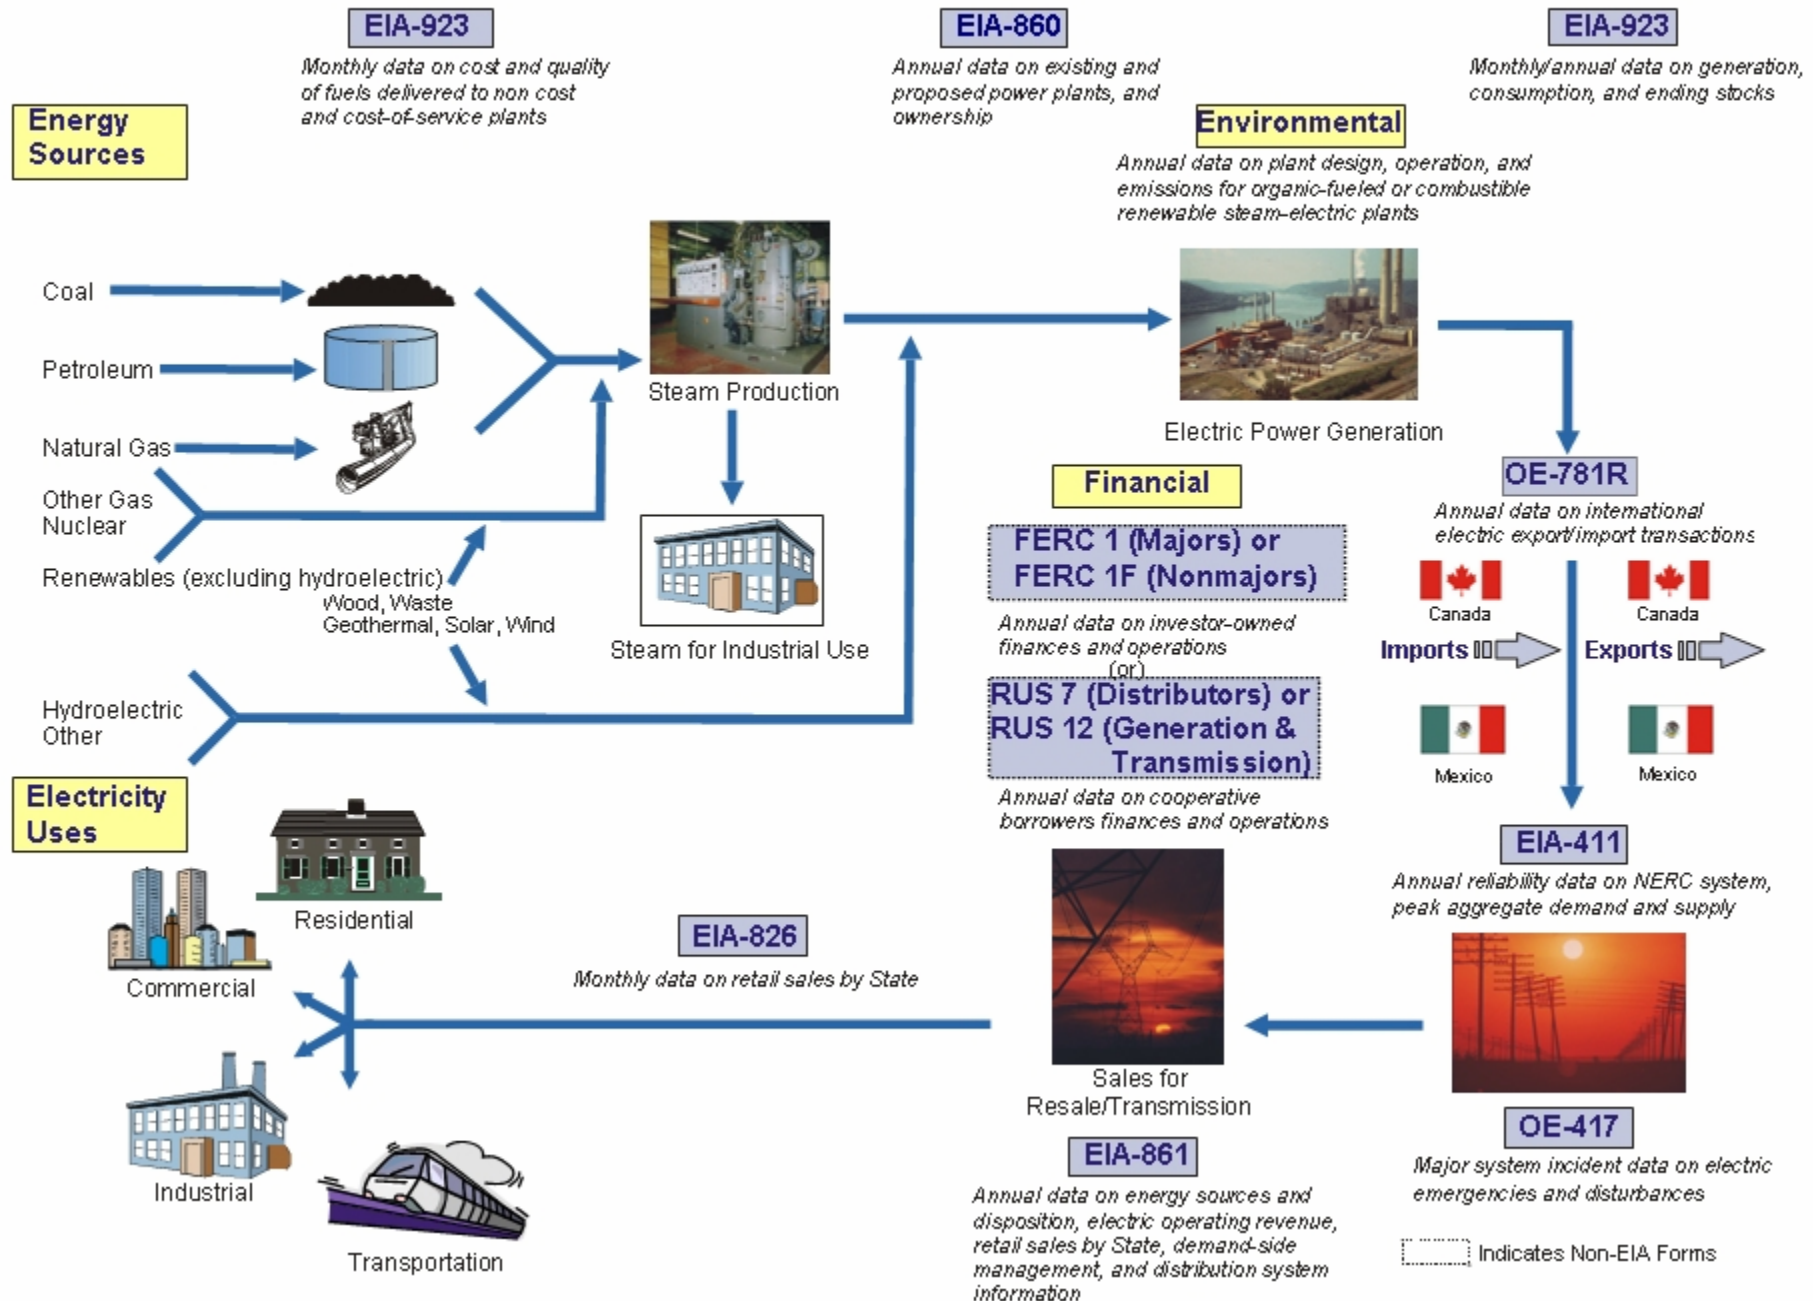 EIA-923
Monthly data on cost and quality
of fuels delivered to non cost
and cost-of-service plants
EIA-860
Annual data on existing and
proposed power plants, and
ownership
EIA-923
Monthly/annual data on generation,
consumption, and ending stocks
Energy
Sources
Environmental
Annual data on plant design, operation, and
emissions for organic-fueled or combustible
renewable steam-electric plants
Coal
Petroleum
Natural Gas
Other Gas
Nuclear
Renewables (excluding hydroelectric)
Wood, Waste
Geothermal, Solar, Wind
Hydroelectric
Other
Steam Production
Steam for Industrial Use
Electric Power Generation
Financial
FERC 1 (Majors) or
FERC 1F (Nonmajors)
Annual data on investor-owned
finances and operations
(or)
RUS 7 (Distributors) or
RUS 12 (Generation &
Transmission)
Annual data on cooperative
borrowers finances and operations
OE-781R
Annual data on international
electric export/import transactions
Canada
Canada
Imports
Exports
Mexico
Mexico
EIA-411
Annual reliability data on NERC system,
peak aggregate demand and supply
OE-417
Major system incident data on electric
emergencies and disturbances
Indicates Non-EIA Forms
Sales for
Resale/Transmission
EIA-861
Annual data on energy sources and
disposition, electric operating revenue,
retail sales by State, demand-side
management, and distribution system
information
EIA-826
Monthly data on retail sales by State
Electricity
Uses
Residential
Commercial
Industrial
Transportation